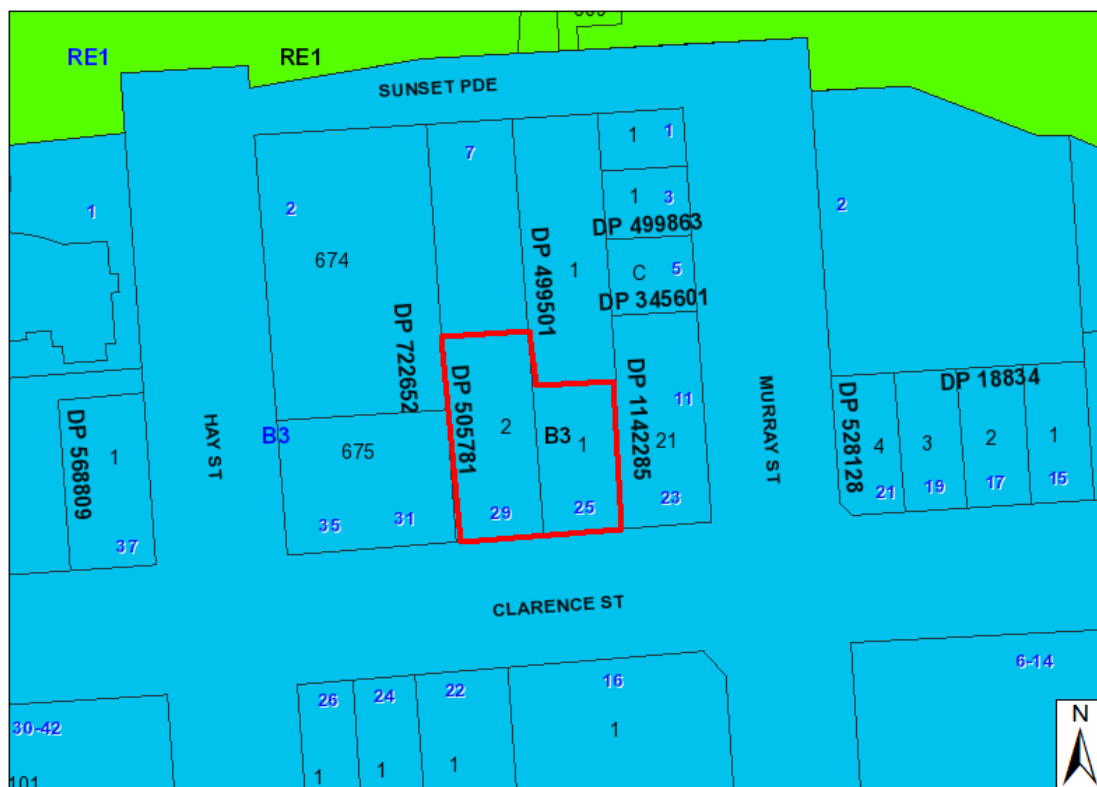 RE1
RE1
SUNSET PDE
1
2
7
1
1
1
3
DP 499863
2
674
DP 499501
1
C
5
DP 345601
DP 722652
DP 505781
DP 1142285
MURRAY ST
DP 18834
DP 568809
1
HAY ST
B3
675
2
B3
1
11
21
DP 528128
4
3
2
1
37
35
31
29
25
23
21
19
17
15
CLARENCE ST
30-42
26
24
22
16
6-14
101
1
1
1
1
N